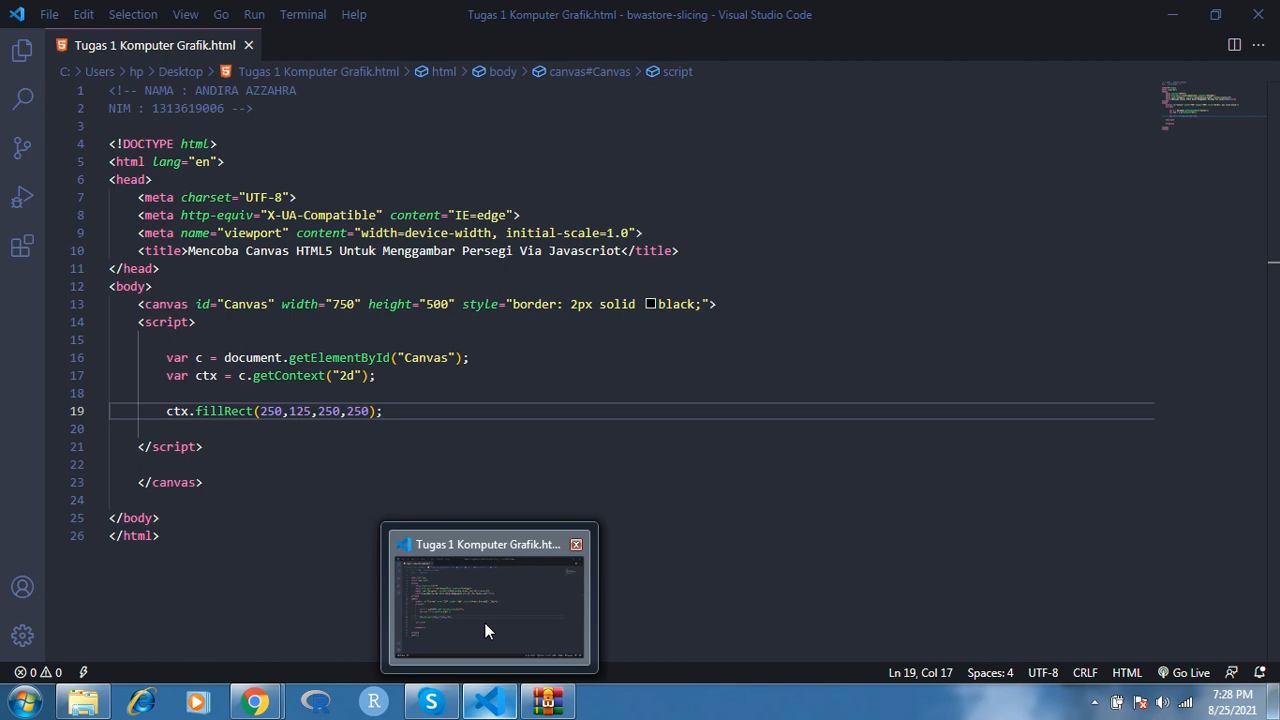 File Edit Selection View Go Run Terminal Help
Tugas 1 Komputer Grafik.html - bwastore-slicing - Visual Studio Code
Tugas 1 Komputer Grafik.html
C: > Users > hp > Desktop > Tugas 1 Komputer Grafik.html > html > body > canvas#Canvas > script
1 <!-- NAMA : ANDIRA AZZAHRA
2 NIM : 1313619006 -->
3
4 <!DOCTYPE html>
5 <html lang="en">
6 <head>
7 <meta charset="UTF-8">
8 <meta http-equiv="X-UA-Compatible" content="IE=edge">
9 <meta name="viewport" content="width=device-width, initial-scale=1.0">
10 <title>Mencoba Canvas HTML5 Untuk Menggambar Persegi Via Javascriot</title>
11 </head>
12 <body>
13 <canvas id="Canvas" width="750" height="500" style="border: 2px solid black;">
14 <script>
15
16 var c = document.getElementById("Canvas");
17 var ctx = c.getContext("2d");
18
19 ctx.fillRect(250,125,250,250);
20
21 </script>
22
23 </canvas>
24
25 </body>
26 </html>
Tugas 1 Komputer Grafik.ht...
0 0
Ln 19, Col 17 Spaces: 4 UTF-8 CRLF HTML Go Live
7:28 PM
8/25/2021